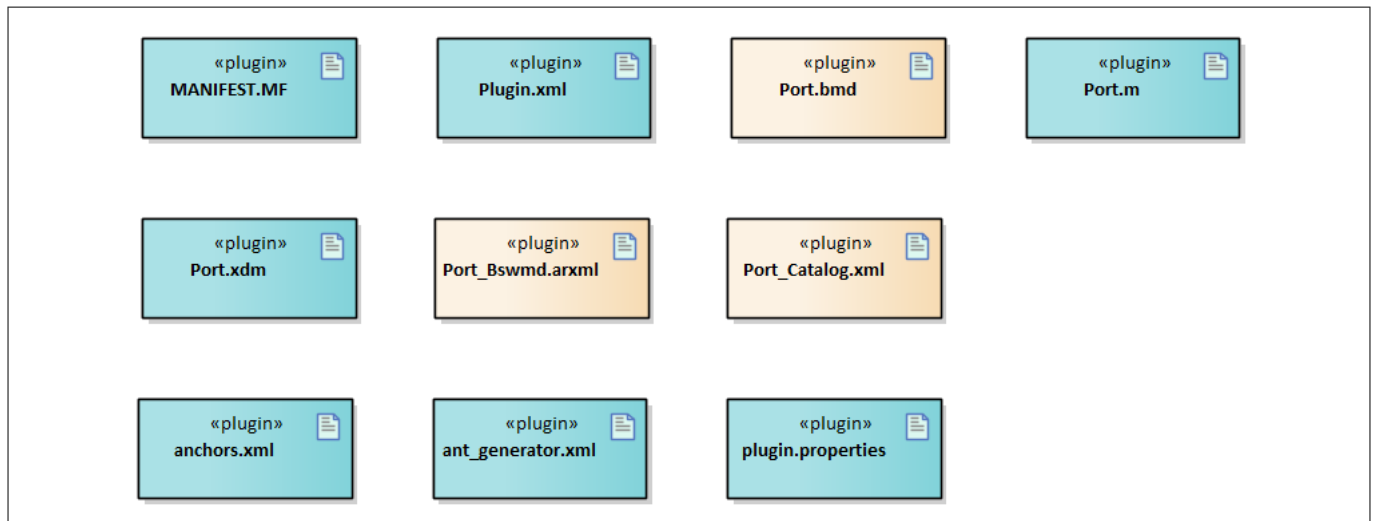 «plugin»
MANIFEST.MF
«plugin»
Plugin.xml
«plugin»
Port.bmd
«plugin»
Port.m
«plugin»
Port.xdm
«plugin»
Port_Bswmd.arxml
«plugin»
Port_Catalog.xml
«plugin»
anchors.xml
«plugin»
ant_generator.xml
«plugin»
plugin.properties